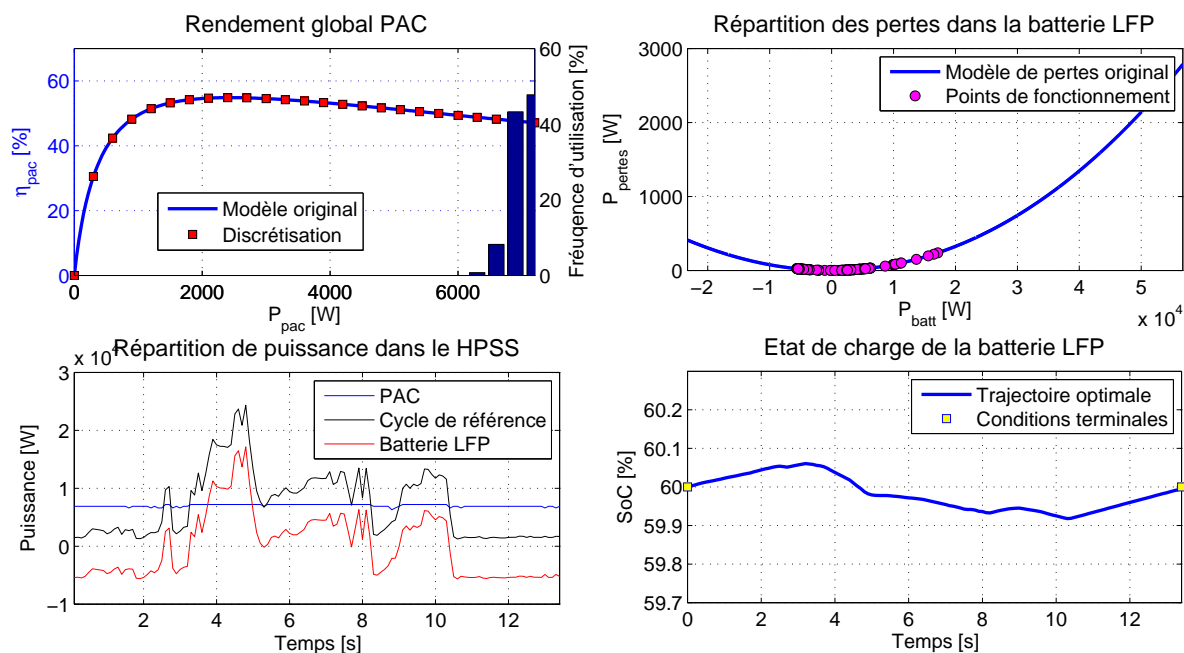 Rendement global PAC
60
40
20
0
η_pac [%]
60
40
20
0
Fréuqence d'utilisation [%]
Modèle original
Discrétisation
0
2000
4000
6000
P_pac [W]
Répartition des pertes dans la batterie LFP
3000
2000
1000
0
P_pertes [W]
Modèle de pertes original
Points de fonctionnement
−2
−1
0
1
2
3
4
5
P_batt [W]
x 10^4
Répartition de puissance dans le HPSS
x 10^4
3
2
1
0
−1
Puissance [W]
PAC
Cycle de référence
Batterie LFP
2
4
6
8
10
12
Temps [s]
Etat de charge de la batterie LFP
60.2
60.1
60
59.9
59.8
59.7
SoC [%]
Trajectoire optimale
Conditions terminales
0
2
4
6
8
10
12
Temps [s]